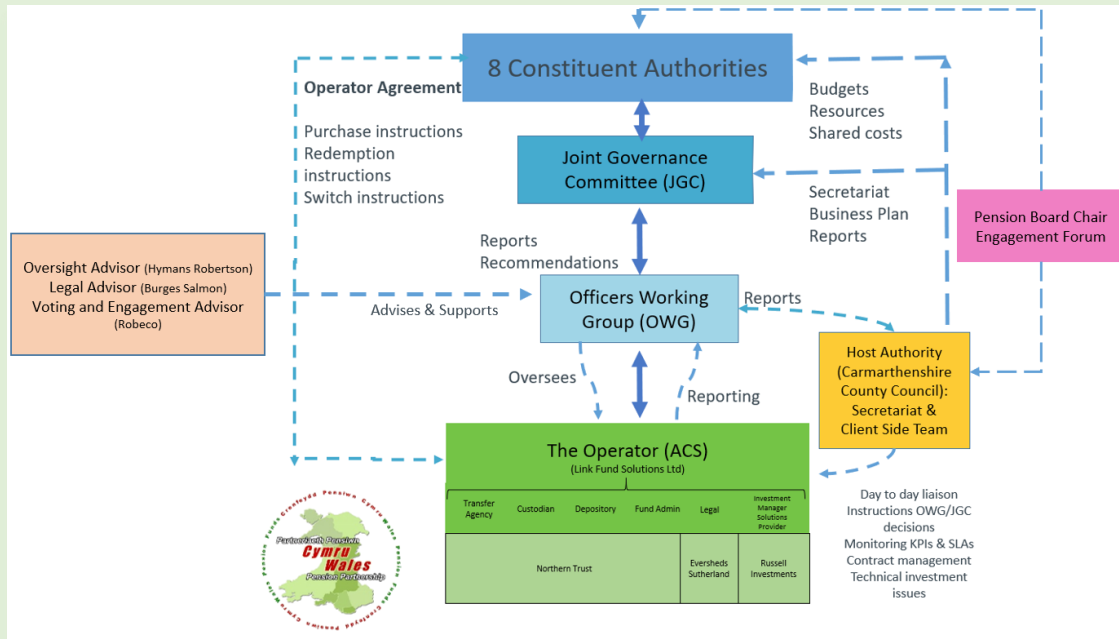 8 Constituent Authorities
Operator Agreement
Purchase instructions
Redemption
instructions
Switch instructions
Budgets
Resources
Shared costs
Joint Governance
Committee (JGC)
Secretariat
Business Plan
Reports
Pension Board Chair
Engagement Forum
Oversight Advisor (Hymans Robertson)
Legal Advisor (Burges Salmon)
Voting and Engagement Advisor
(Robeco)
Reports
Recommendations
Advises & Supports
Officers Working
Group (OWG)
Reports
Host Authority
(Carmarthenshire
County Council):
Secretariat &
Client Side Team
Oversees
Reporting
The Operator (ACS)
(Link Fund Solutions Ltd)
Transfer
Agency
Custodian
Depository
Fund Admin
Legal
Investment
Manager
Solutions
Provider
Northern Trust
Eversheds
Sutherland
Russell
Investments
Day to day liaison
Instructions OWG/JGC
decisions
Monitoring KPIs & SLAs
Contract management
Technical investment
issues
Partneriaeth Pensiwn
Cymru
Wales
Pension Partnership